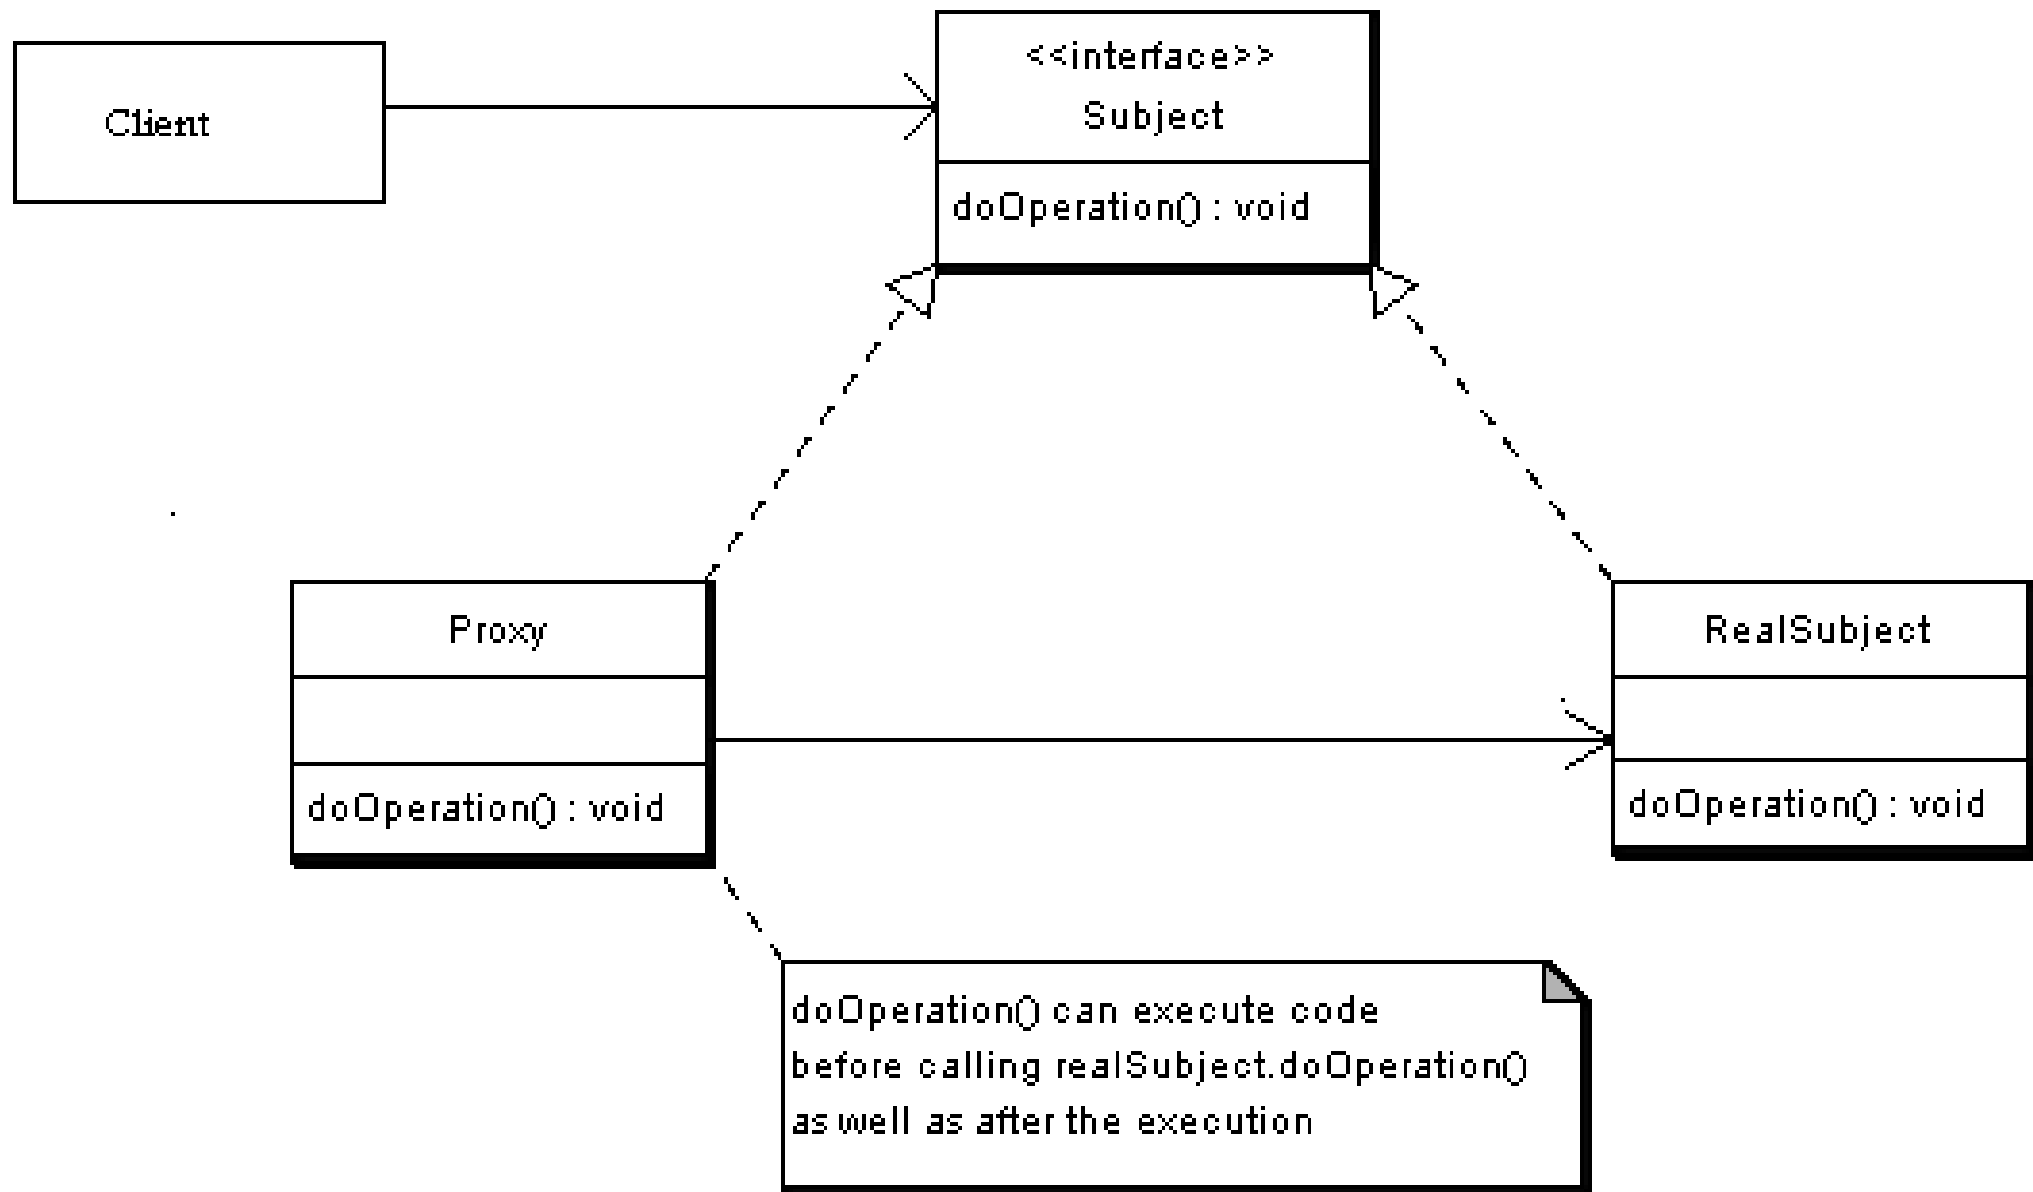 Client
<<interface>>
Subject
doOperation() : void
Proxy
doOperation() : void
RealSubject
doOperation() : void
doOperation() can execute code
before calling realSubject.doOperation()
as well as after the execution